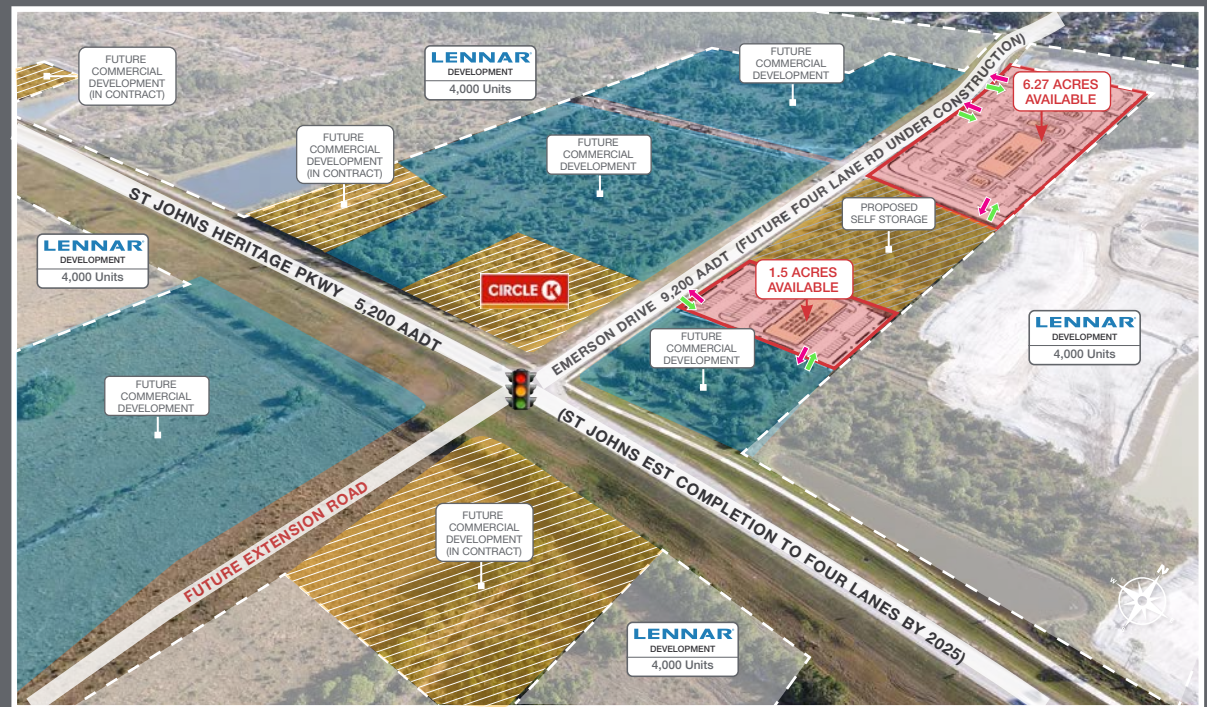 FUTURE
COMMERCIAL
DEVELOPMENT
(IN CONTRACT)
LENNAR
DEVELOPMENT
4,000 Units
FUTURE
COMMERCIAL
DEVELOPMENT
6.27 ACRES
AVAILABLE
FUTURE
COMMERCIAL
DEVELOPMENT
(IN CONTRACT)
FUTURE
COMMERCIAL
DEVELOPMENT
PROPOSED
SELF STORAGE
ST JOHNS HERITAGE PKWY 5,200 AADT
LENNAR
DEVELOPMENT
4,000 Units
CIRCLE K
EMERSON DRIVE 9,200 AADT (FUTURE FOUR LANE RD UNDER CONSTRUCTION)
1.5 ACRES
AVAILABLE
FUTURE
COMMERCIAL
DEVELOPMENT
LENNAR
DEVELOPMENT
4,000 Units
FUTURE
COMMERCIAL
DEVELOPMENT
(ST JOHNS EST COMPLETION TO FOUR LANES BY 2025)
FUTURE EXTENSION ROAD
FUTURE
COMMERCIAL
DEVELOPMENT
(IN CONTRACT)
LENNAR
DEVELOPMENT
4,000 Units
N